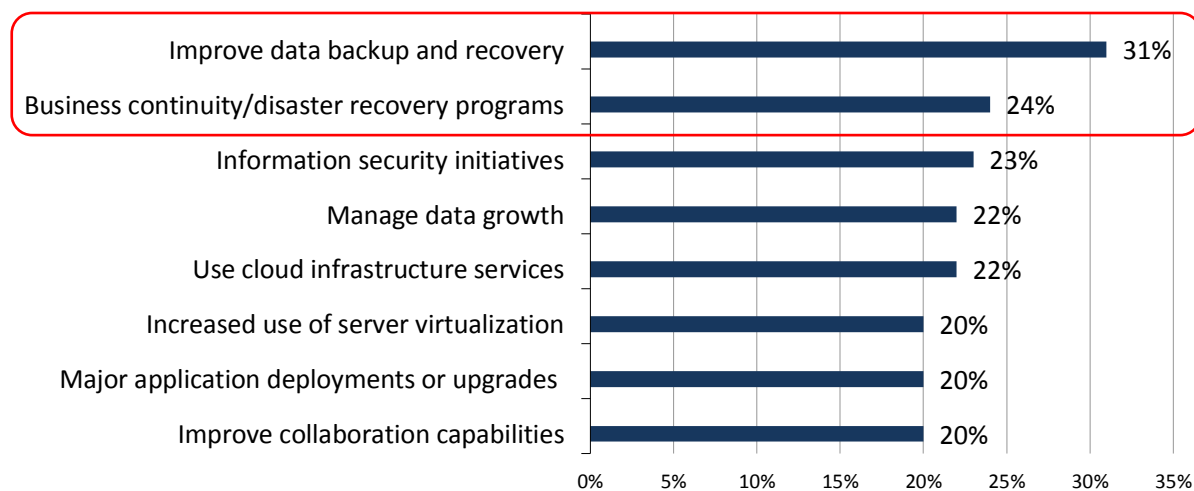 Improve data backup and recovery 31%
Business continuity/disaster recovery programs 24%
Information security initiatives 23%
Manage data growth 22%
Use cloud infrastructure services 22%
Increased use of server virtualization 20%
Major application deployments or upgrades 20%
Improve collaboration capabilities 20%
0% 5% 10% 15% 20% 25% 30% 35%